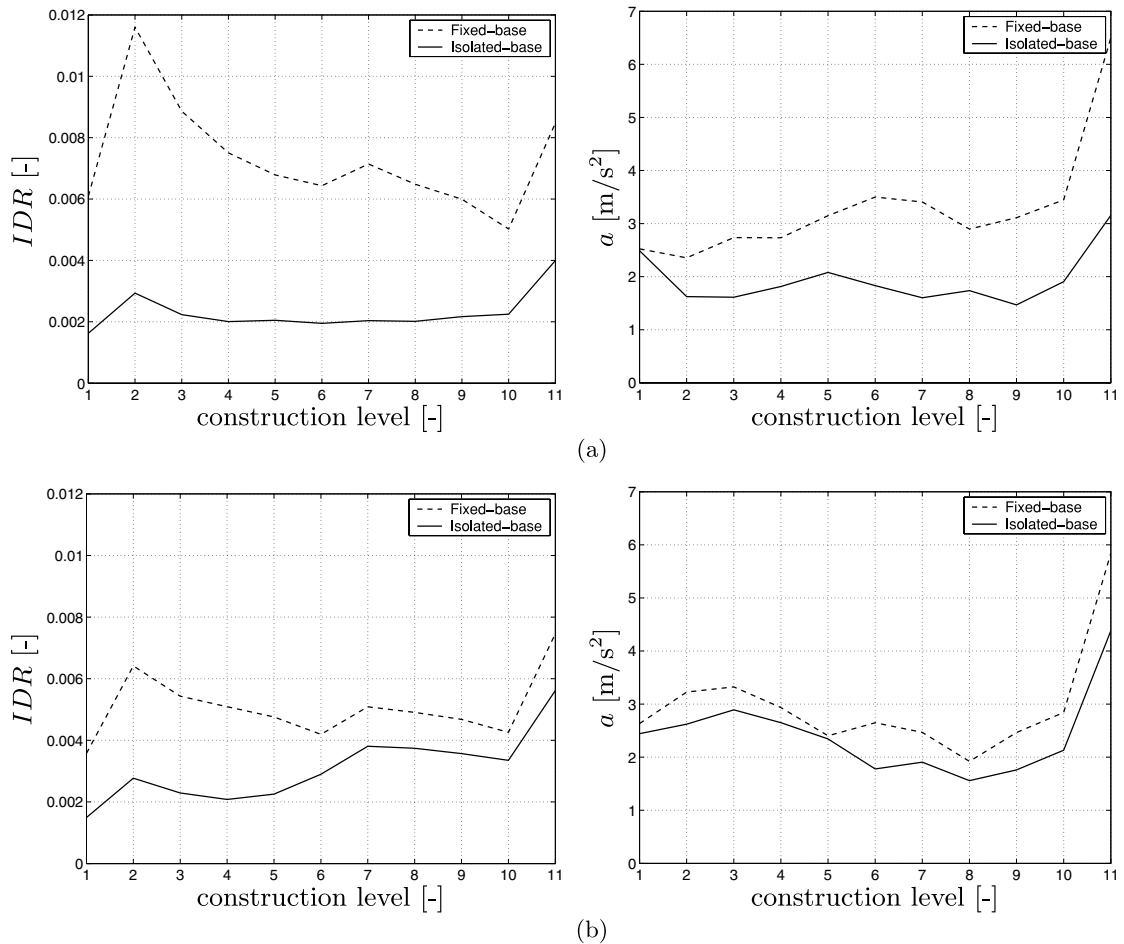 0.012
0.01
0.008
0.006
0.004
0.002
0
IDR [-]
Fixed-base
Isolated-base
1 2 3 4 5 6 7 8 9 10 11
construction level [-]
7
6
5
4
3
2
1
0
a [m/s²]
Fixed-base
Isolated-base
1 2 3 4 5 6 7 8 9 10 11
construction level [-]
(a)
0.012
0.01
0.008
0.006
0.004
0.002
0
IDR [-]
Fixed-base
Isolated-base
1 2 3 4 5 6 7 8 9 10 11
construction level [-]
7
6
5
4
3
2
1
0
a [m/s²]
Fixed-base
Isolated-base
1 2 3 4 5 6 7 8 9 10 11
construction level [-]
(b)